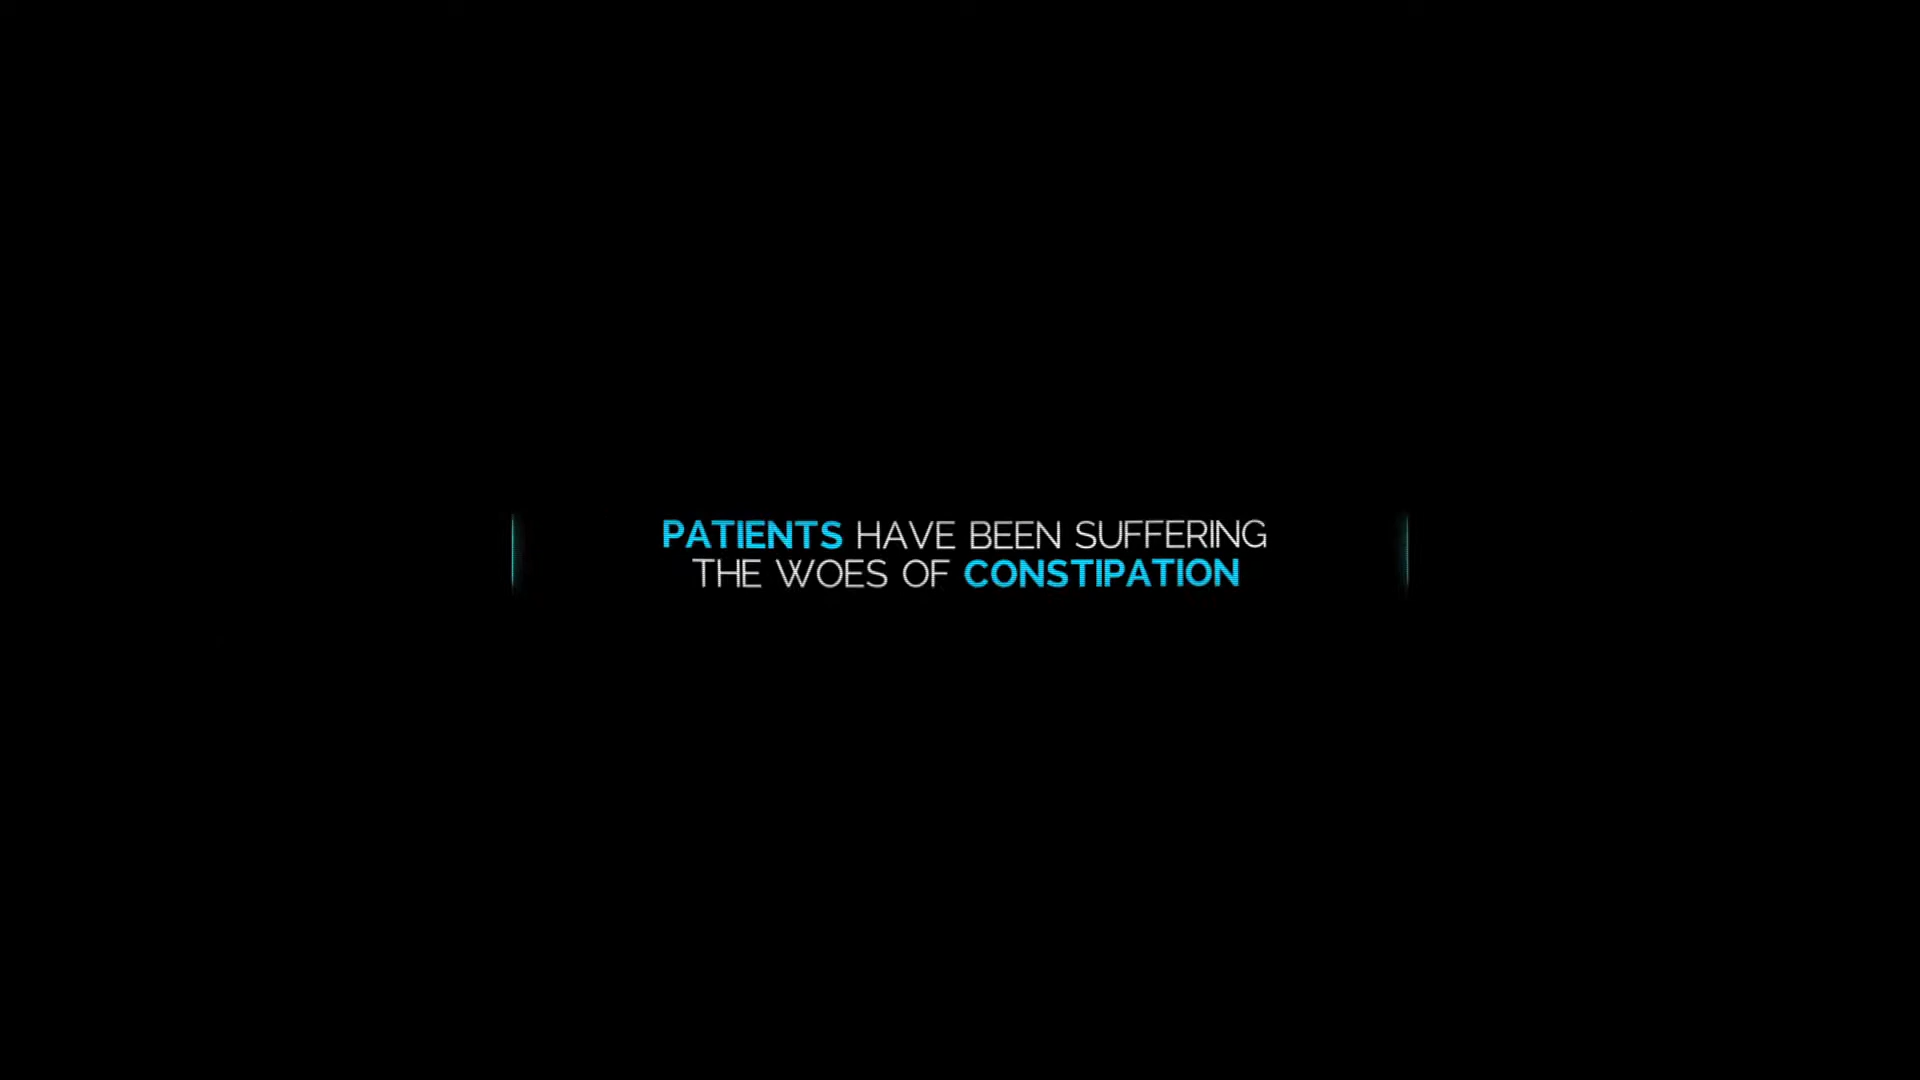 PATIENTS HAVE BEEN SUFFERING
THE WOES OF CONSTIPATION